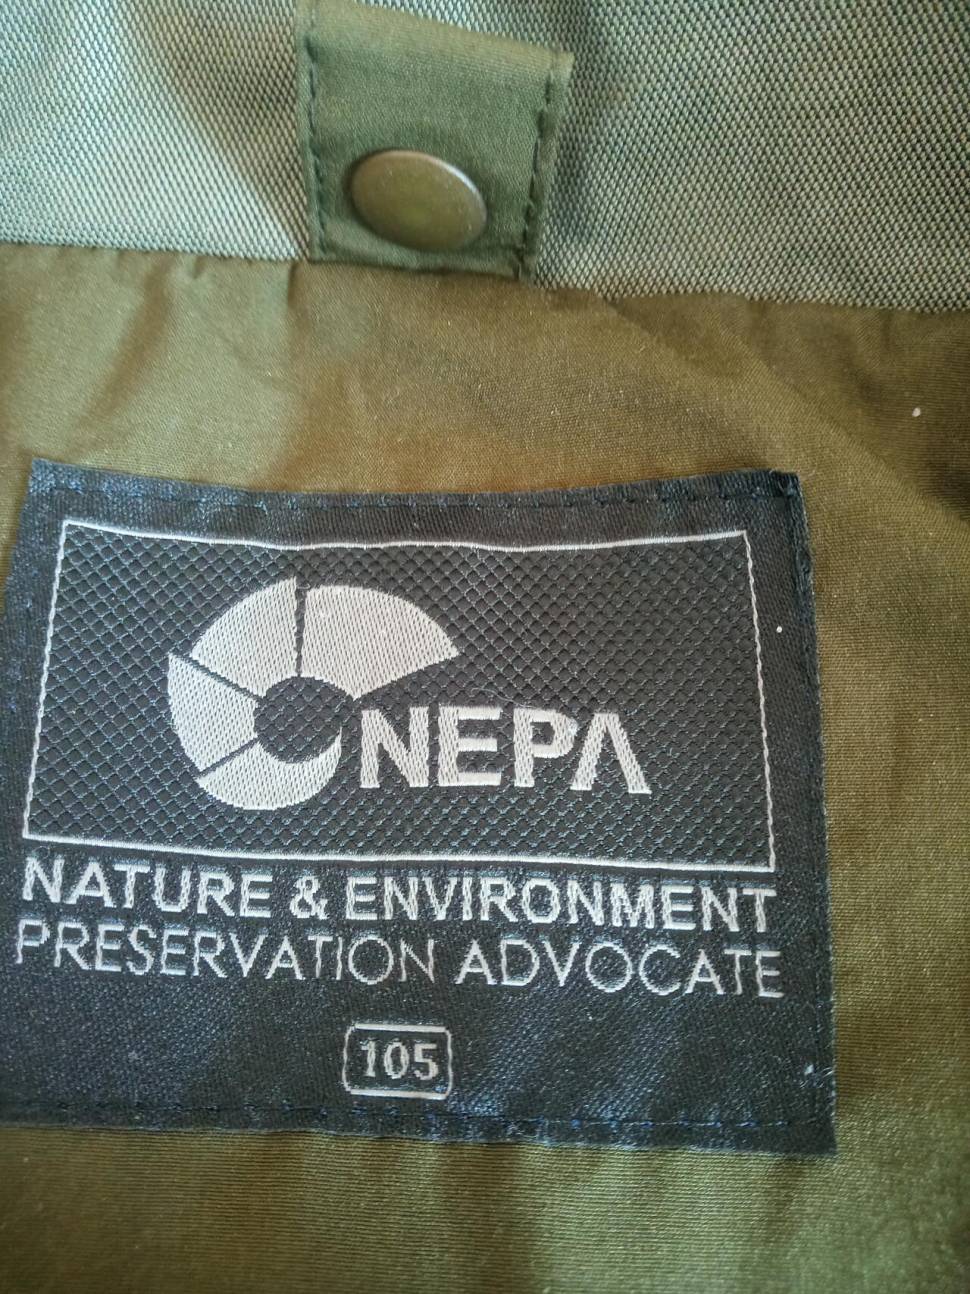 NEPA
NATURE & ENVIRONMENT
PRESERVATION ADVOCATE
105